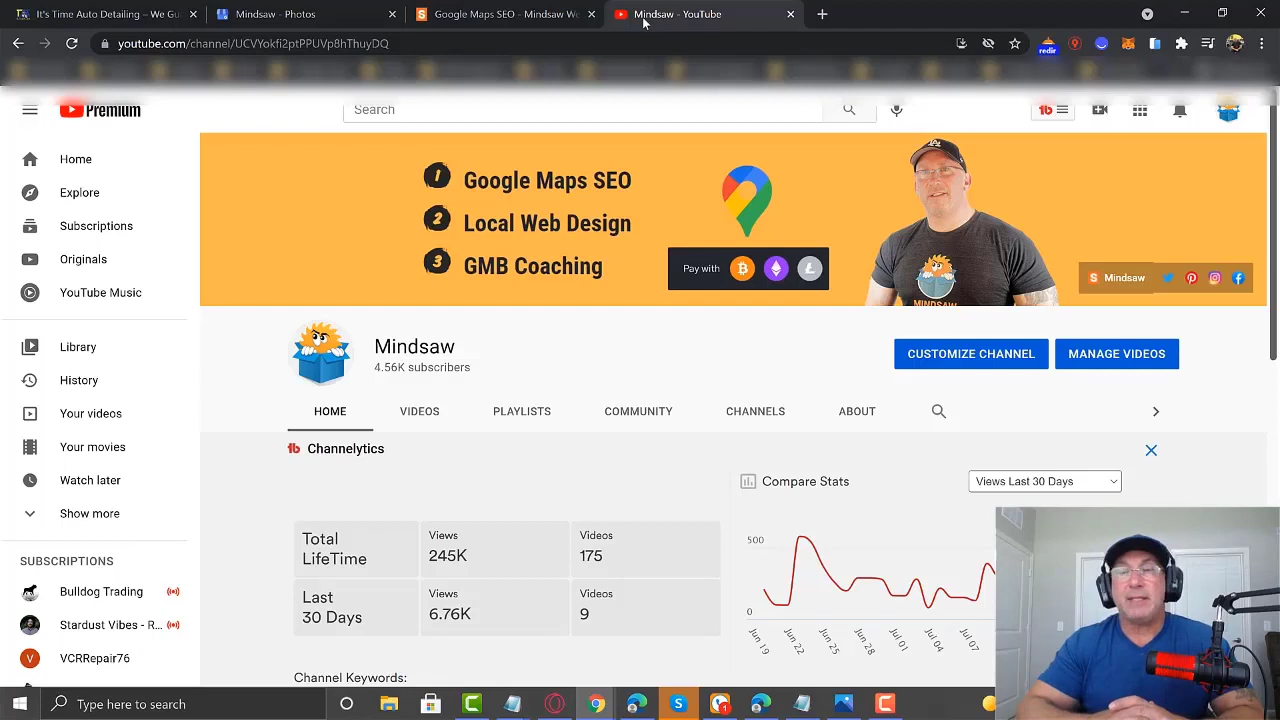 It's Time Auto Detailing – We Gu
Mindsaw - Photos
Google Maps SEO - Mindsaw We
Mindsaw - YouTube
youtube.com/channel/UCVYokfi2ptPPUVp8hThuyDQ
redir
Premium
Search
Home
Explore
Subscriptions
Originals
YouTube Music
Library
History
Your videos
Your movies
Watch later
Show more
SUBSCRIPTIONS
Bulldog Trading
Stardust Vibes - R...
VCRRepair76
1 Google Maps SEO
2 Local Web Design
3 GMB Coaching
Pay with
MINDSAW
Mindsaw
Mindsaw
4.56K subscribers
CUSTOMIZE CHANNEL
MANAGE VIDEOS
HOME VIDEOS PLAYLISTS COMMUNITY CHANNELS ABOUT
Channelytics
Compare Stats
Views Last 30 Days
Total LifeTime
Views
245K
Videos
175
Last 30 Days
Views
6.76K
Videos
9
500
0
Jun 19 Jun 22 Jun 25 Jun 28 Jul 01 Jul 04 Jul 07
Channel Keywords:
Type here to search